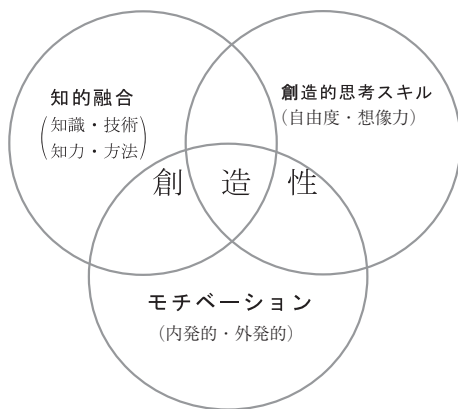 知的融合
(知識・技術
知力・方法)
創造的思考スキル
(自由度・想像力)
創造性
モチベーション
(内発的・外発的)